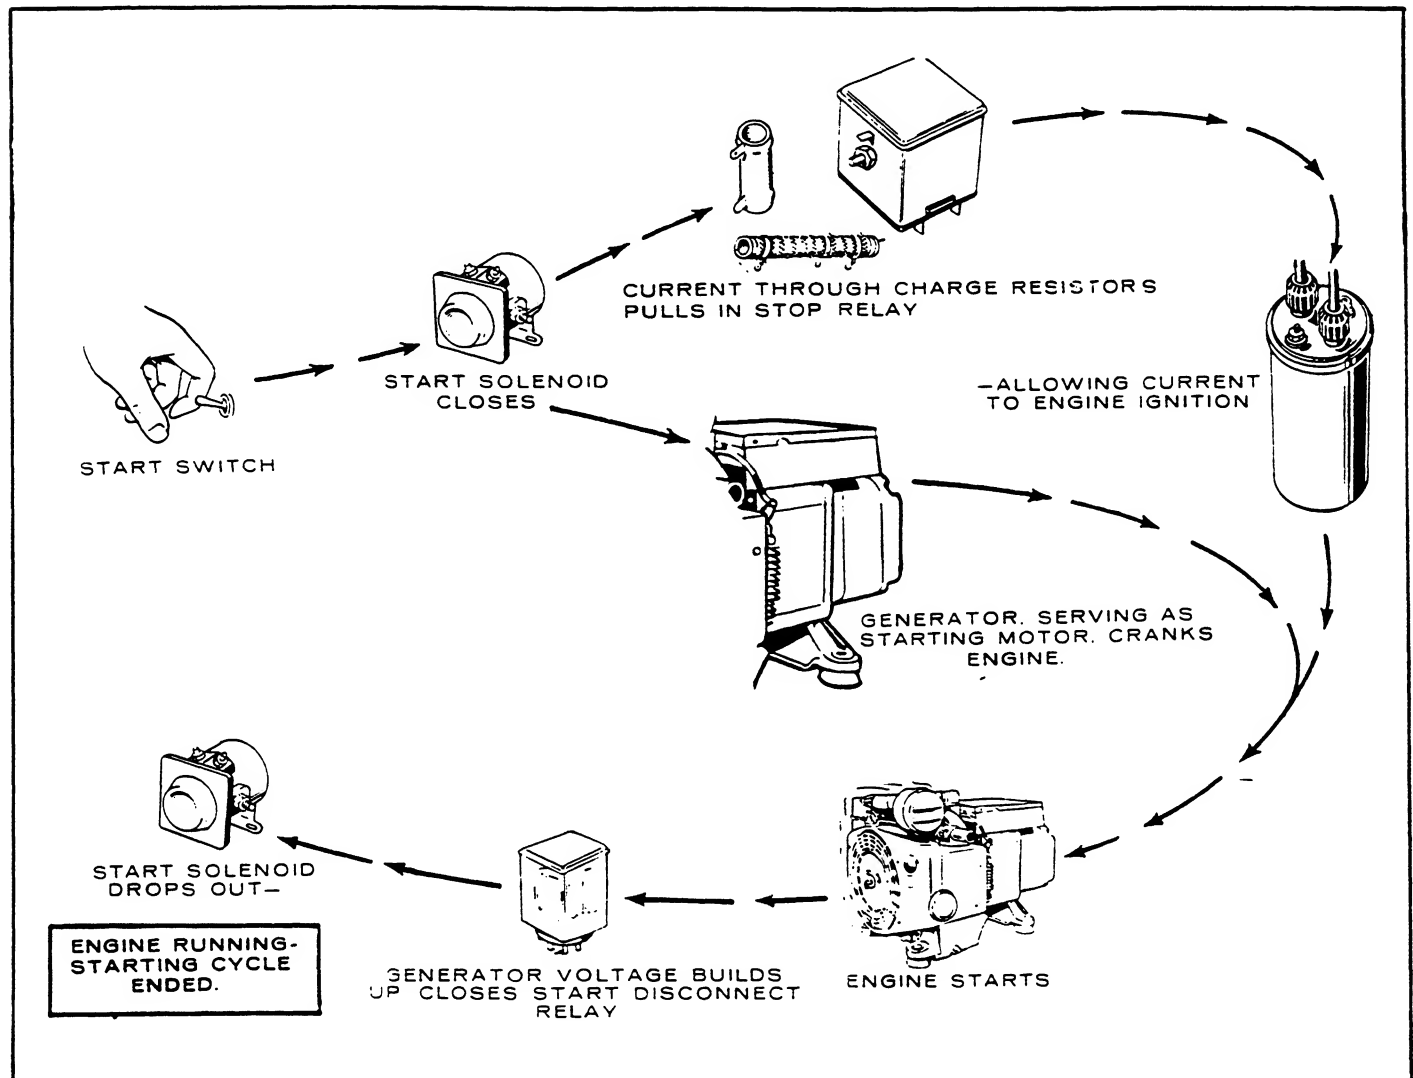 START SWITCH
START SOLENOID
CLOSES
CURRENT THROUGH CHARGE RESISTORS
PULLS IN STOP RELAY
—ALLOWING CURRENT
TO ENGINE IGNITION
GENERATOR. SERVING AS
STARTING MOTOR. CRANKS
ENGINE.
ENGINE STARTS
GENERATOR VOLTAGE BUILDS
UP CLOSES START DISCONNECT
RELAY
START SOLENOID
DROPS OUT—
ENGINE RUNNING-
STARTING CYCLE
ENDED.